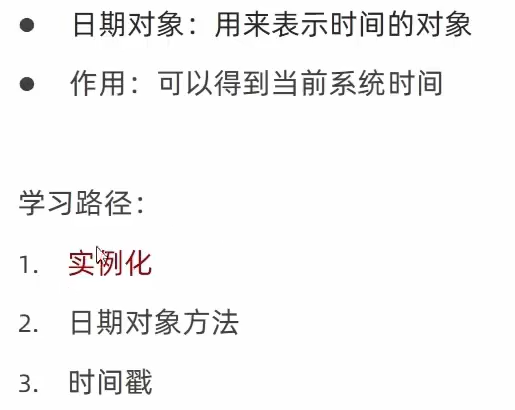 ● 日期对象：用来表示时间的对象
● 作用：可以得到当前系统时间
学习路径：
1. 实例化
2. 日期对象方法
3. 时间戳